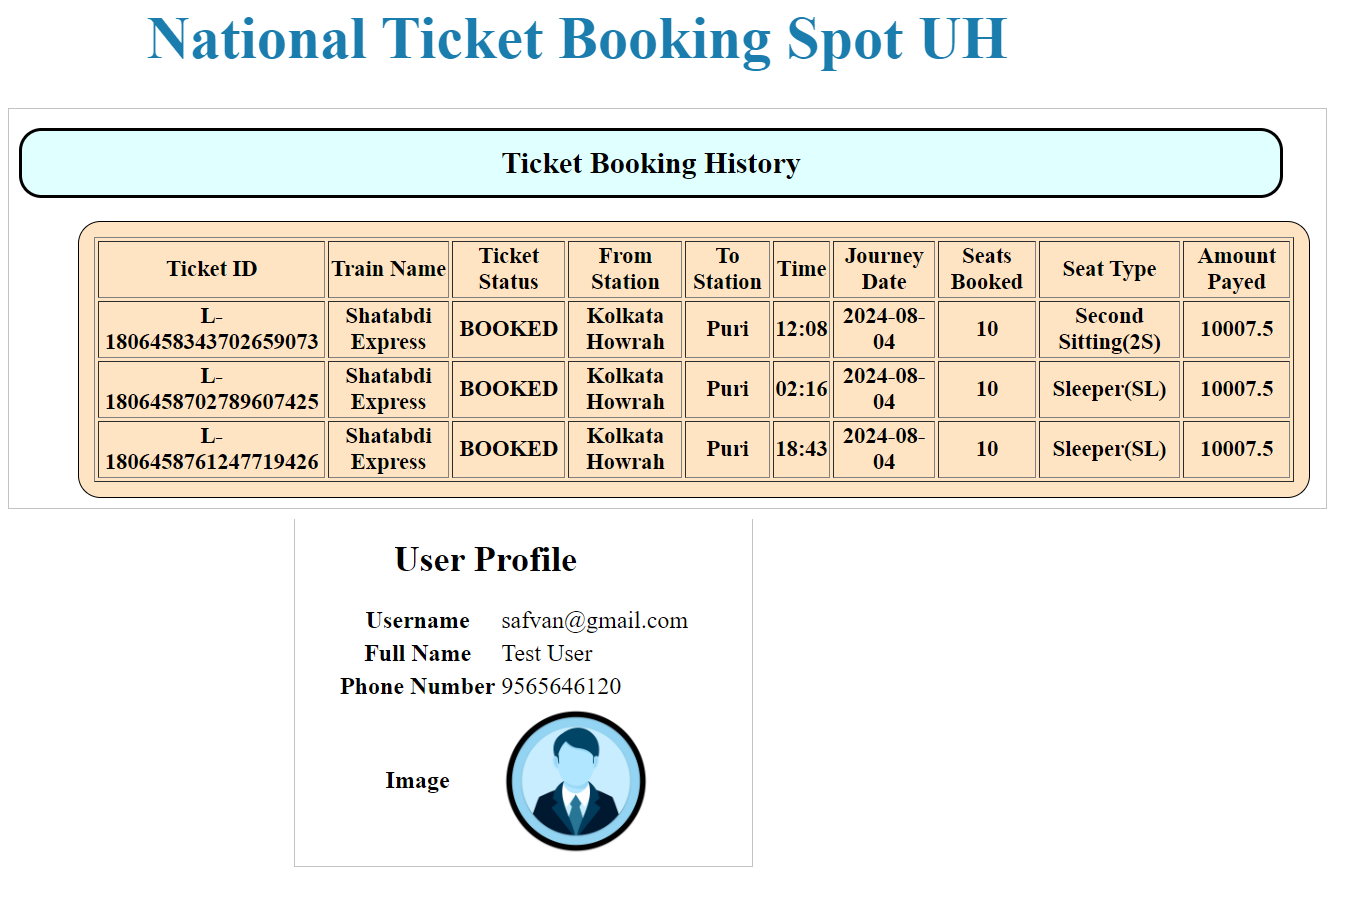 National Ticket Booking Spot UH
Ticket Booking History
Ticket ID Train Name Ticket Status From Station To Station Time Journey Date Seats Booked Seat Type Amount Payed
L-1806458343702659073 Shatabdi Express BOOKED Kolkata Howrah Puri 12:08 2024-08-04 10 Second Sitting(2S) 10007.5
L-1806458702789607425 Shatabdi Express BOOKED Kolkata Howrah Puri 02:16 2024-08-04 10 Sleeper(SL) 10007.5
L-1806458761247719426 Shatabdi Express BOOKED Kolkata Howrah Puri 18:43 2024-08-04 10 Sleeper(SL) 10007.5
User Profile
Username safvan@gmail.com
Full Name Test User
Phone Number 9565646120
Image